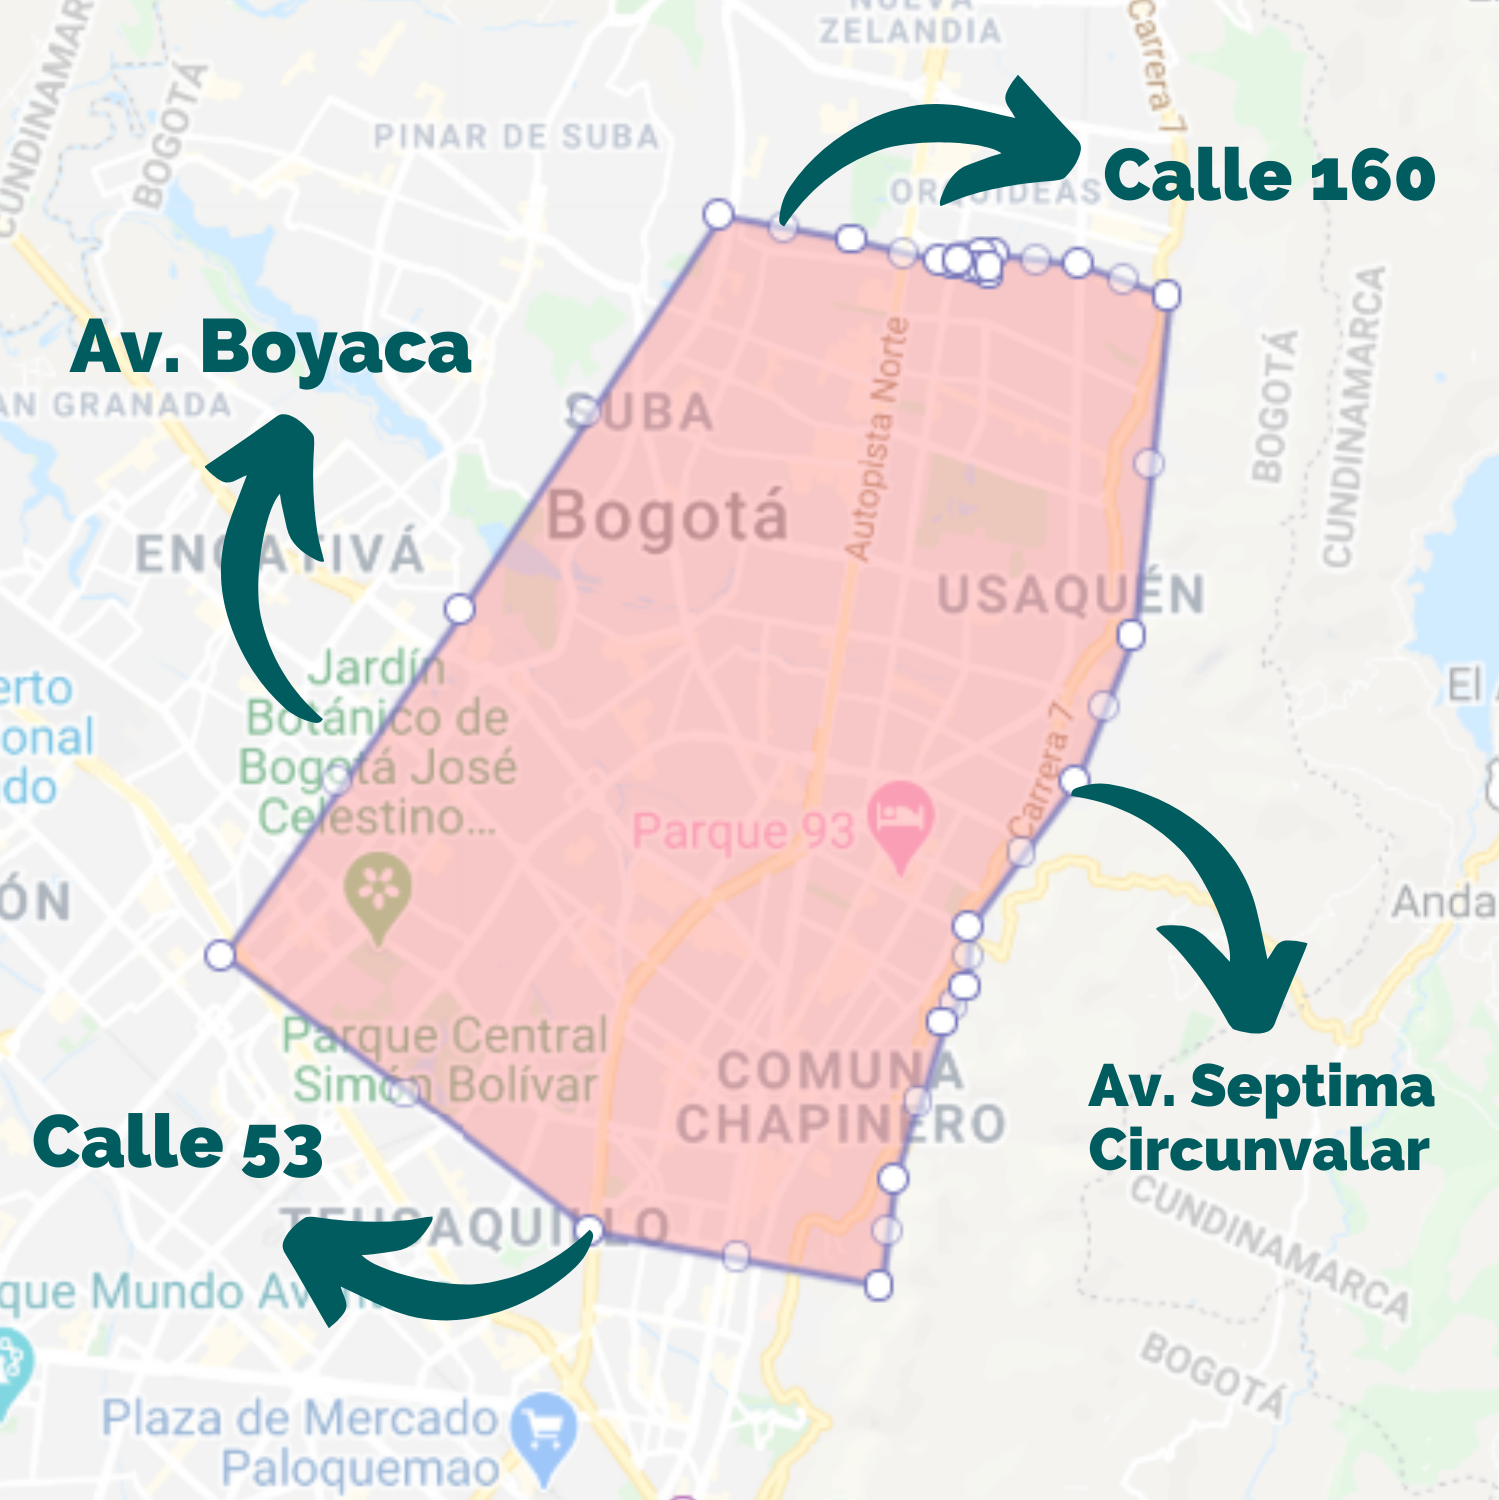 NUEVA
ZELANDIA
Carrera 7
CUNDINAMAR
BOGOTÁ
PINAR DE SUBA
Calle 160
Av. Boyaca
AN GRANADA
SUBA
Autopista Norte
BOGOTÁ
CUNDINAMARCA
Bogotá
ENGATIVÁ
USAQUÉN
Jardín
Botánico de
Bogotá José
Celestino...
erto
onal
do
El
Carrera 7
Parque 93
ÓN
Anda
Parque Central
Simón Bolívar
COMUNA
CHAPINERO
Av. Septima
Circunvalar
Calle 53
TEUSAQUILLO
CUNDINAMARCA
BOGOTÁ
que Mundo Av
Plaza de Mercado
Paloquemao